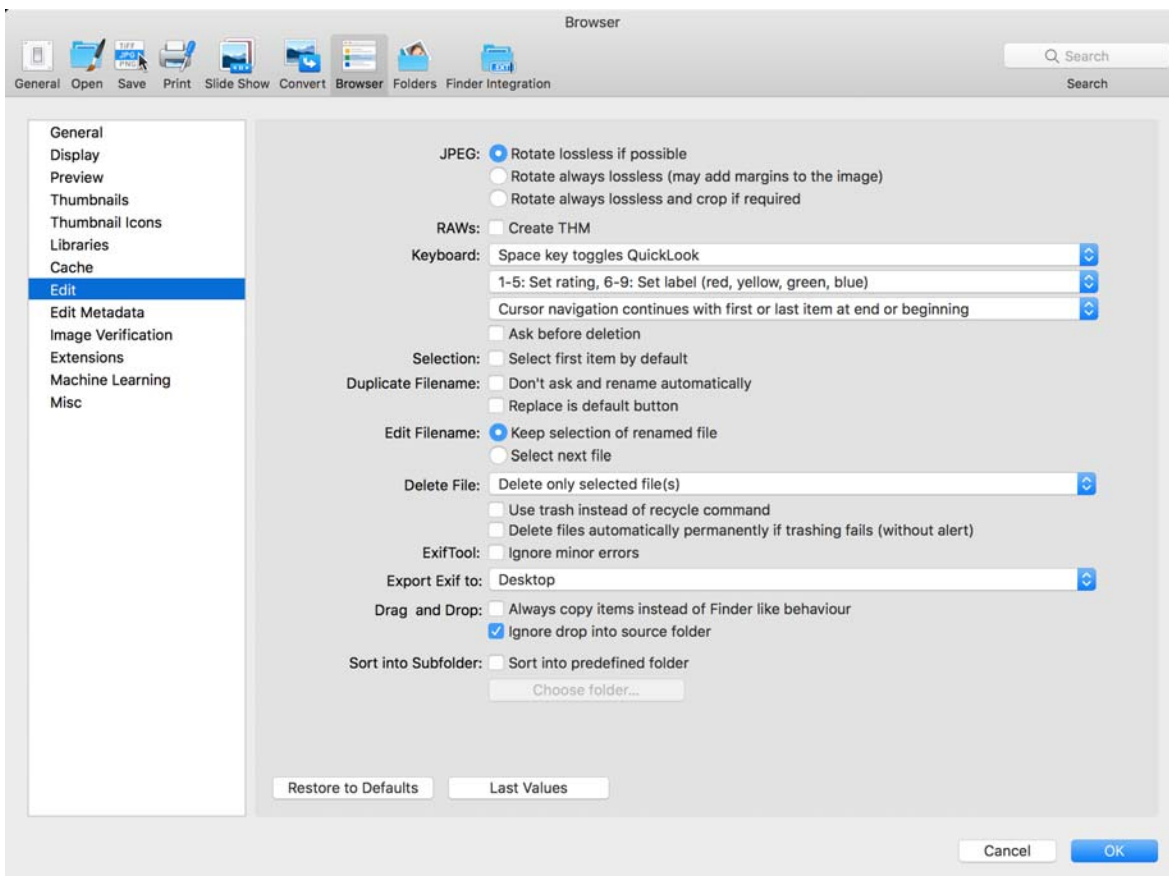 Browser
TIFF
JPG
PNG
EXT
General Open Save Print Slide Show Convert Browser Folders Finder Integration
Search
Search
General
Display
Preview
Thumbnails
Thumbnail Icons
Libraries
Cache
Edit
Edit Metadata
Image Verification
Extensions
Machine Learning
Misc
JPEG: Rotate lossless if possible
Rotate always lossless (may add margins to the image)
Rotate always lossless and crop if required
RAWs: Create THM
Keyboard: Space key toggles QuickLook
1-5: Set rating, 6-9: Set label (red, yellow, green, blue)
Cursor navigation continues with first or last item at end or beginning
Ask before deletion
Selection: Select first item by default
Duplicate Filename: Don't ask and rename automatically
Replace is default button
Edit Filename: Keep selection of renamed file
Select next file
Delete File: Delete only selected file(s)
Use trash instead of recycle command
Delete files automatically permanently if trashing fails (without alert)
ExifTool: Ignore minor errors
Export Exif to: Desktop
Drag and Drop: Always copy items instead of Finder like behaviour
Ignore drop into source folder
Sort into Subfolder: Sort into predefined folder
Choose folder...
Restore to Defaults Last Values
Cancel OK